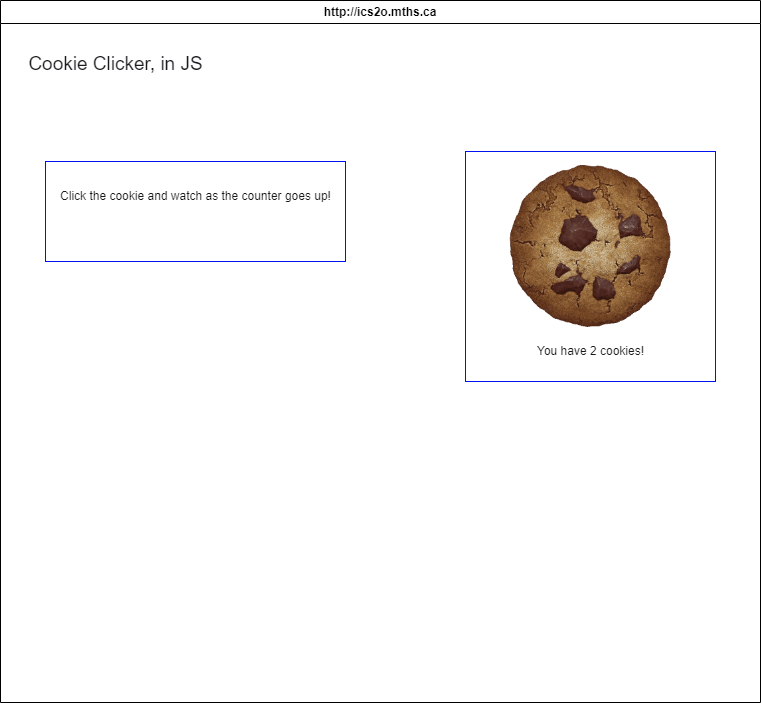 http://ics2o.mths.ca
Cookie Clicker, in JS
Click the cookie and watch as the counter goes up!
You have 2 cookies!